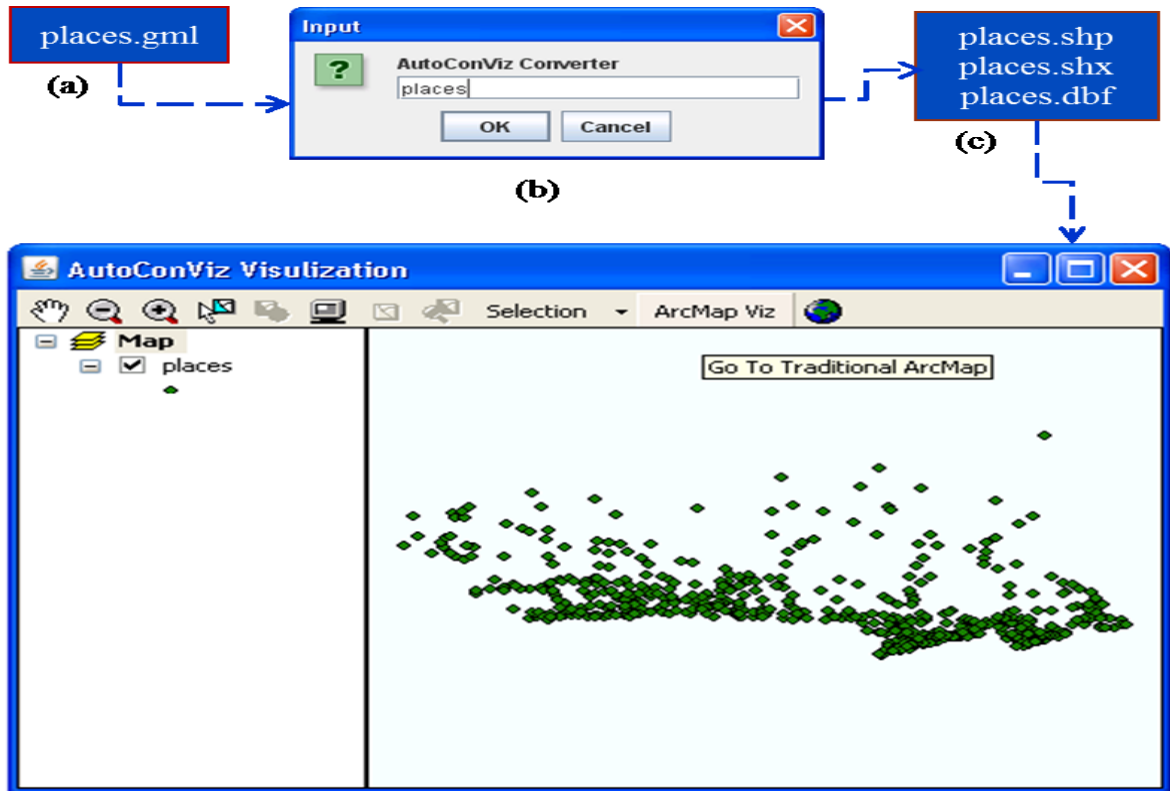 places.gml
(a)
Input
?
AutoConViz Converter
places
OK
Cancel
(b)
places.shp
places.shx
places.dbf
(c)
AutoConViz Visulization
Selection
ArcMap Viz
Map
places
Go To Traditional ArcMap